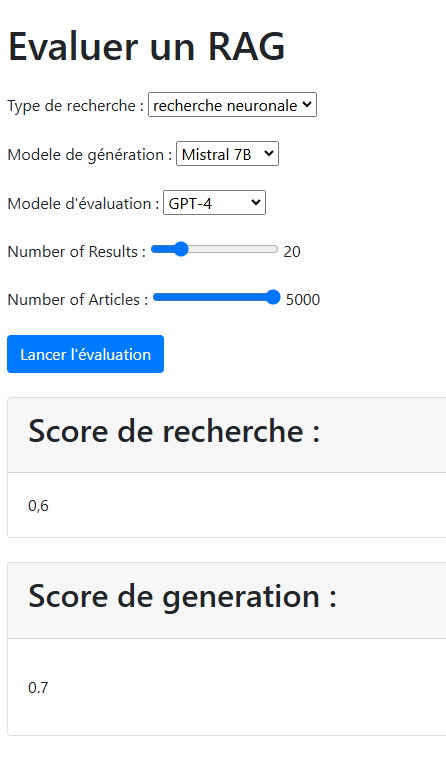 Evaluer un RAG
Type de recherche : recherche neuronale
Modele de génération : Mistral 7B
Modele d'évaluation : GPT-4
Number of Results : 20
Number of Articles : 5000
Lancer l'évaluation
Score de recherche :
0,6
Score de generation :
0.7